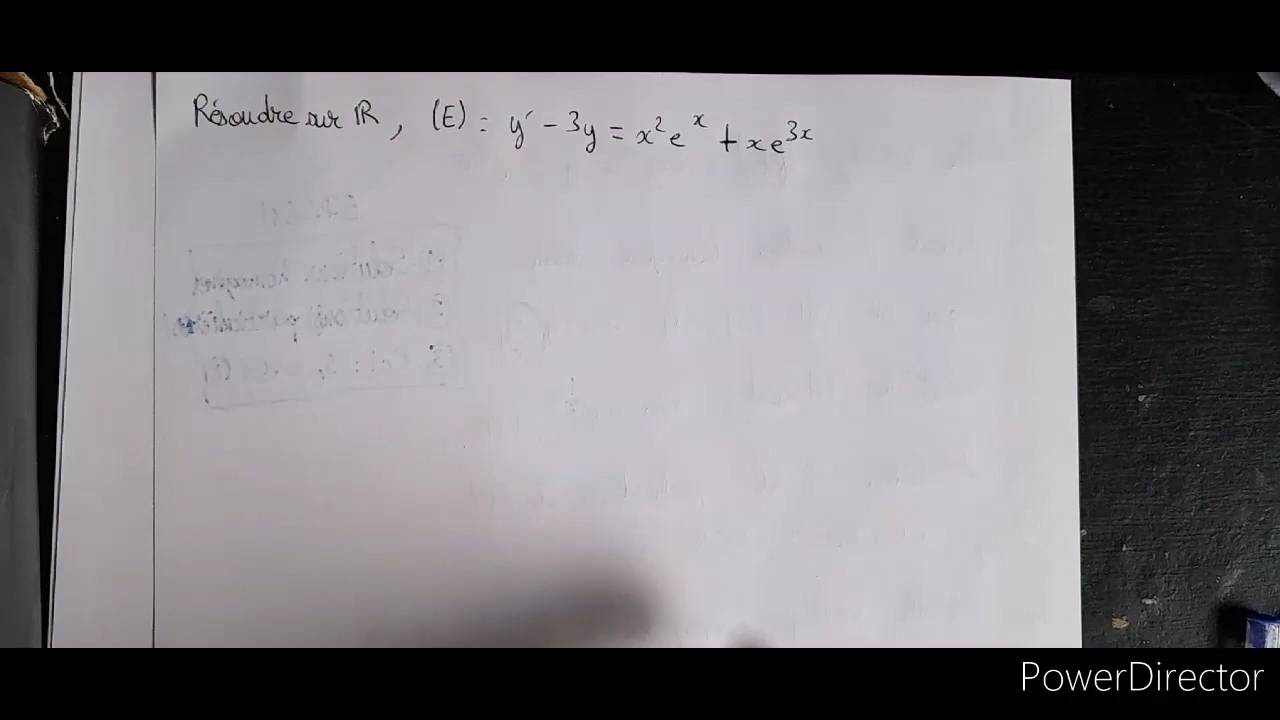 Résoudre sur ℝ, (E) : y' - 3y = x²eˣ + xe³ˣ
PowerDirector